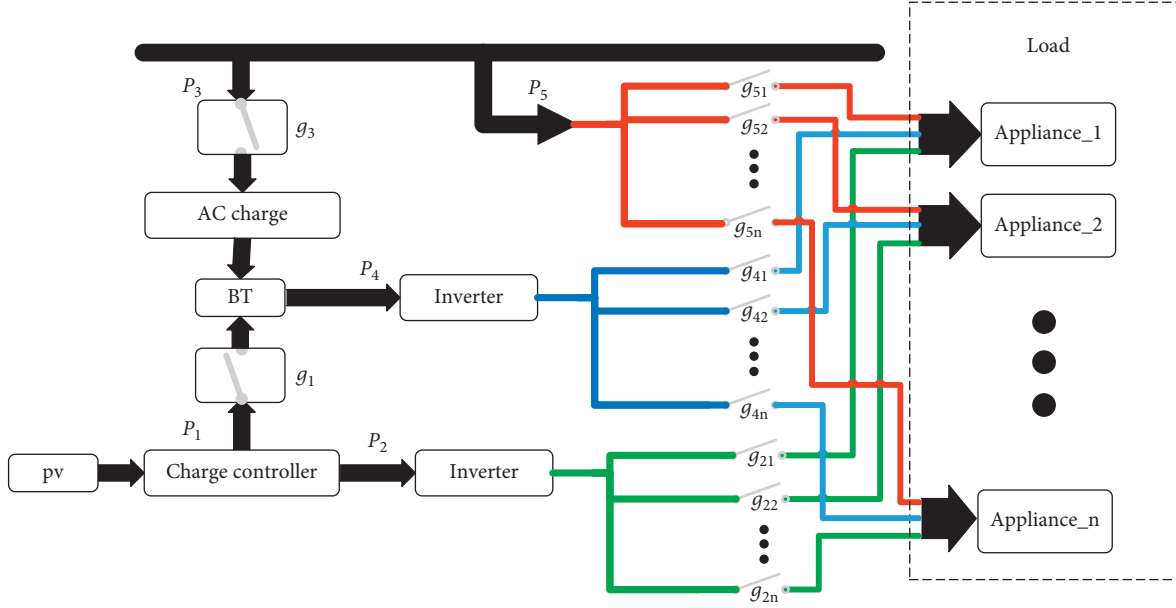 Load
P3
P5
g51
g3
g52
Appliance_1
AC charge
g5n
Appliance_2
P4
g41
BT
Inverter
g42
g1
g4n
P1
P2
g21
pv
Charge controller
Inverter
g22
Appliance_n
g2n